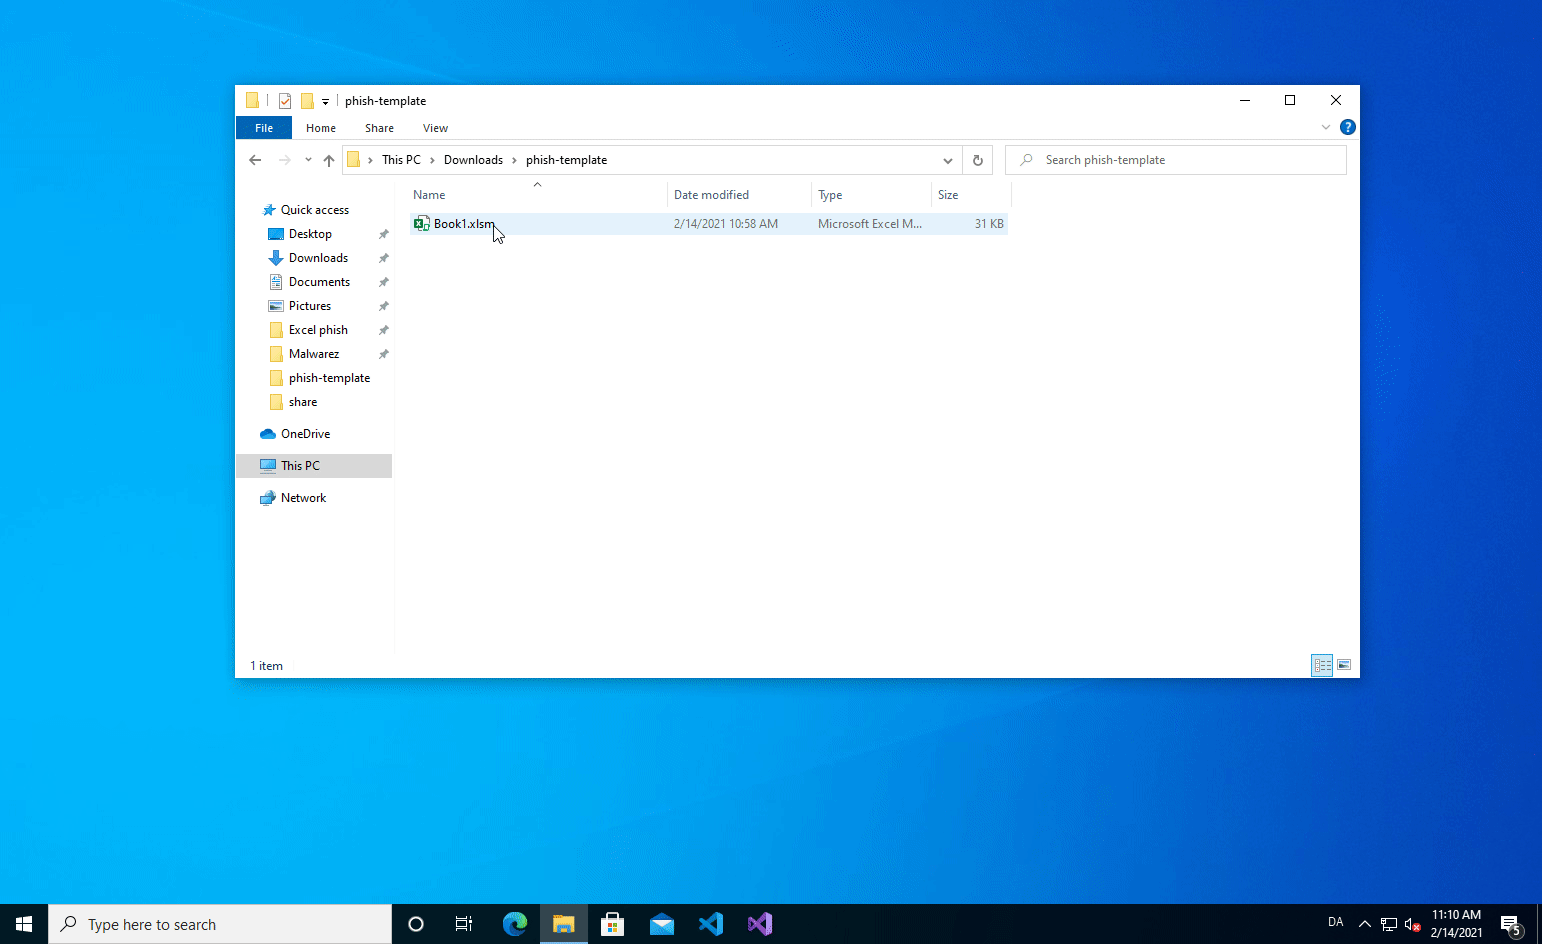 phish-template
File Home Share View
This PC Downloads phish-template
Search phish-template
Name Date modified Type Size
Book1.xlsm 2/14/2021 10:58 AM Microsoft Excel M... 31 KB
Quick access
Desktop
Downloads
Documents
Pictures
Excel phish
Malwarez
phish-template
share
OneDrive
This PC
Network
1 item
Type here to search
DA
11:10 AM
2/14/2021
5